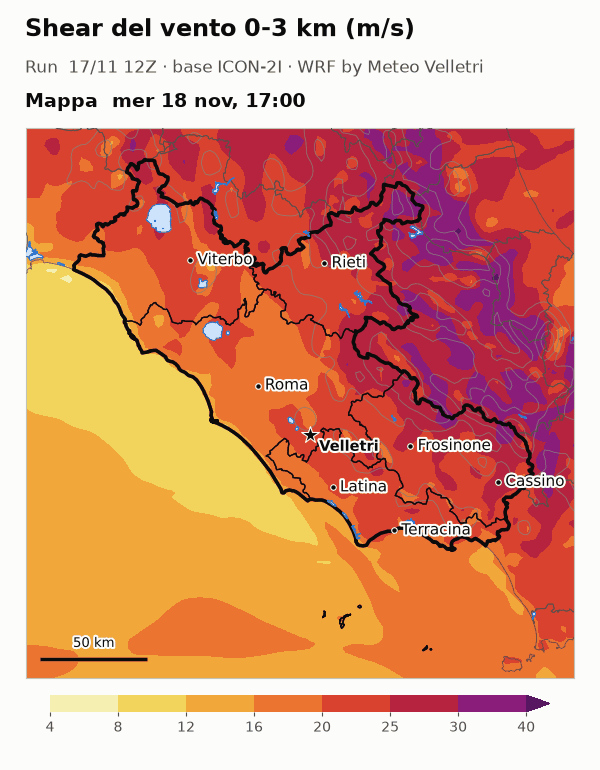 Shear del vento 0-3 km (m/s)
Run 17/11 12Z · base ICON-2I · WRF by Meteo Velletri
Mappa mer 18 nov, 17:00
Viterbo
Rieti
Roma
Velletri
Frosinone
Cassino
Latina
Terracina
50 km
4 8 12 16 20 25 30 40